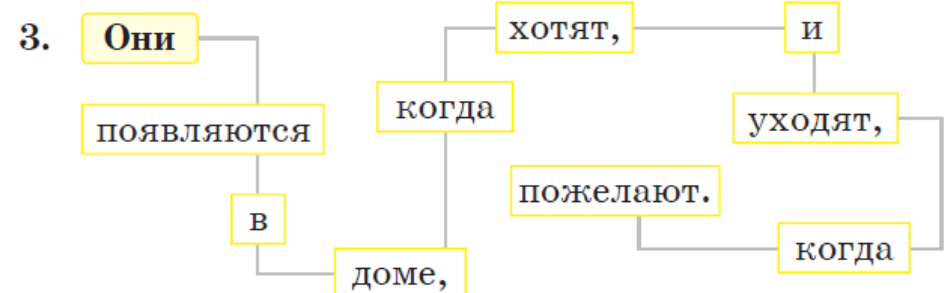 3. Они
появляются
в
доме,
когда
хотят,
и
уходят,
когда
пожелают.